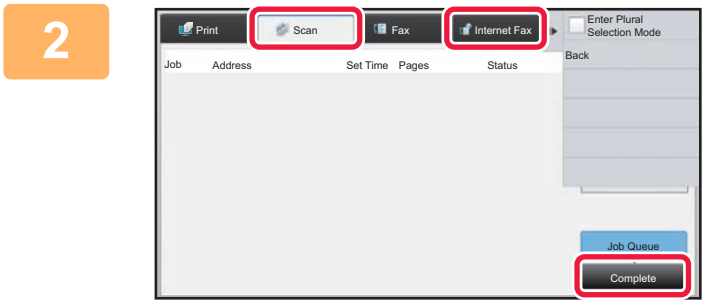 2
Print
Scan
Fax
Internet Fax
Enter Plural
Selection Mode
Job
Address
Set Time
Pages
Status
Back
Job Queue
Complete